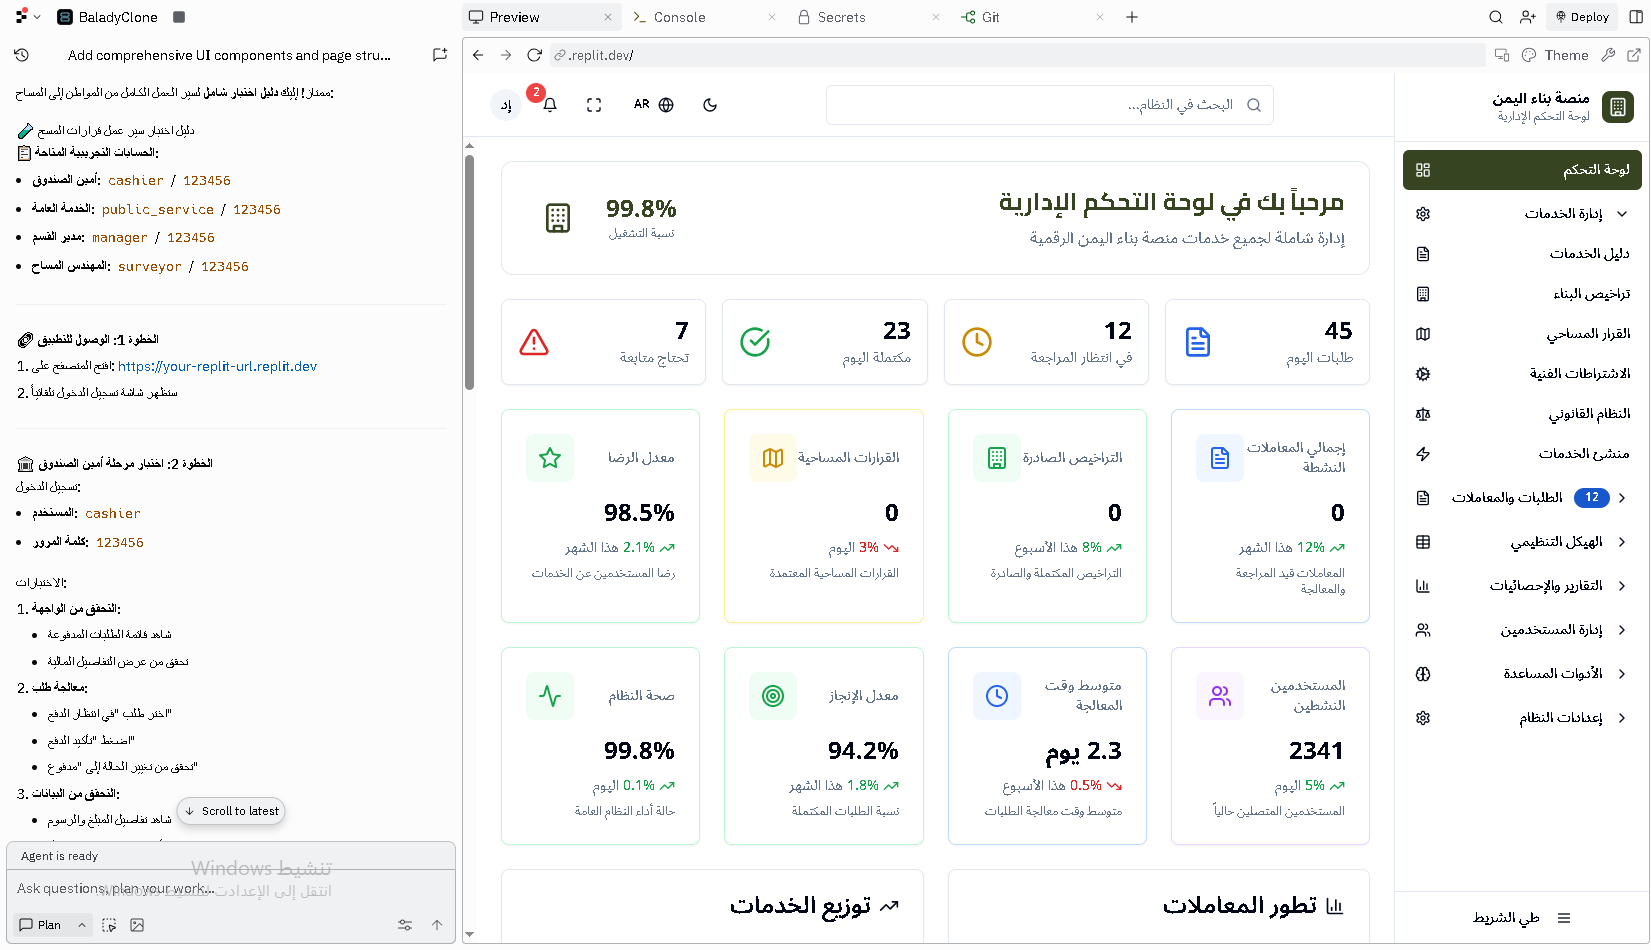 BaladyClone
Preview
Console
Secrets
Git
Deploy
Add comprehensive UI components and page stru...
.replit.dev/
Theme
ممتاز! إليك دليل اختبار شامل لسير العمل الكامل من المواطن إلى المساح:
دليل اختبار سير عمل قرارات المسح
الحسابات التجريبية المتاحة:
أمين الصندوق: cashier / 123456
الخدمة العامة: public_service / 123456
مدير القسم: manager / 123456
المهندس المساح: surveyor / 123456
الخطوة 1: الوصول للتطبيق
1. افتح المتصفح على: https://your-replit-url.replit.dev
2. ستظهر شاشة تسجيل الدخول تلقائياً
الخطوة 2: اختبار مرحلة أمين الصندوق
تسجيل الدخول:
المستخدم: cashier
كلمة المرور: 123456
الاختبارات:
1. التحقق من الواجهة:
شاهد قائمة الطلبات المدفوعة
تحقق من عرض التفاصيل المالية
2. معالجة طلب:
اختر طلب "في انتظار الدفع"
اضغط "تأكيد الدفع"
تحقق من تغيير الحالة إلى "مدفوع"
3. التحقق من البيانات:
شاهد تفاصيل المبلغ والرسوم
Scroll to latest
Agent is ready
Ask questions, plan your work...
Plan
تنشيط Windows
انتقل إلى الإعدادات لتنشيط Windows
إد
2
AR
البحث في النظام...
منصة بناء اليمن
لوحة التحكم الإدارية
مرحباً بك في لوحة التحكم الإدارية
إدارة شاملة لجميع خدمات منصة بناء اليمن الرقمية
99.8%
نسبة التشغيل
45
طلبات اليوم
12
في انتظار المراجعة
23
مكتملة اليوم
7
تحتاج متابعة
إجمالي المعاملات النشطة
0
12% هذا الشهر
المعاملات قيد المراجعة والمعالجة
التراخيص الصادرة
0
8% هذا الأسبوع
التراخيص المكتملة والصادرة
القرارات المساحية
0
3% اليوم
القرارات المساحية المعتمدة
معدل الرضا
98.5%
2.1% هذا الشهر
رضا المستخدمين عن الخدمات
المستخدمين النشطين
2341
5% اليوم
المستخدمين المتصلين حالياً
متوسط وقت المعالجة
2.3 يوم
0.5% هذا الأسبوع
متوسط وقت معالجة الطلبات
معدل الإنجاز
94.2%
1.8% هذا الشهر
نسبة الطلبات المكتملة
صحة النظام
99.8%
0.1% اليوم
حالة أداء النظام العامة
تطور المعاملات
توزيع الخدمات
لوحة التحكم
إدارة الخدمات
دليل الخدمات
تراخيص البناء
القرار المساحي
الاشتراطات الفنية
النظام القانوني
منشئ الخدمات
الطلبات والمعاملات 12
الهيكل التنظيمي
التقارير والإحصائيات
إدارة المستخدمين
الأدوات المساعدة
إعدادات النظام
طي الشريط